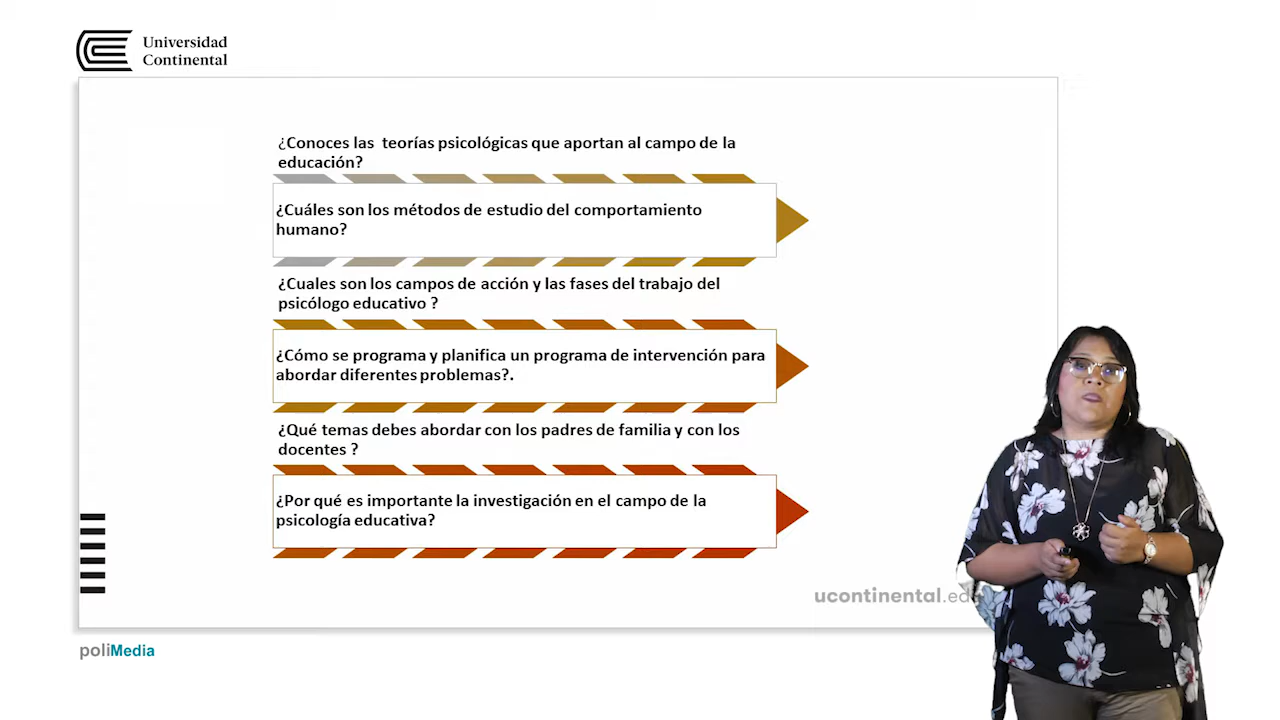 Universidad
Continental
¿Conoces las teorías psicológicas que aportan al campo de la
educación?
¿Cuáles son los métodos de estudio del comportamiento
humano?
¿Cuales son los campos de acción y las fases del trabajo del
psicólogo educativo ?
¿Cómo se programa y planifica un programa de intervención para
abordar diferentes problemas?.
¿Qué temas debes abordar con los padres de familia y con los
docentes ?
¿Por qué es importante la investigación en el campo de la
psicología educativa?
ucontinental.ed
poliMedia